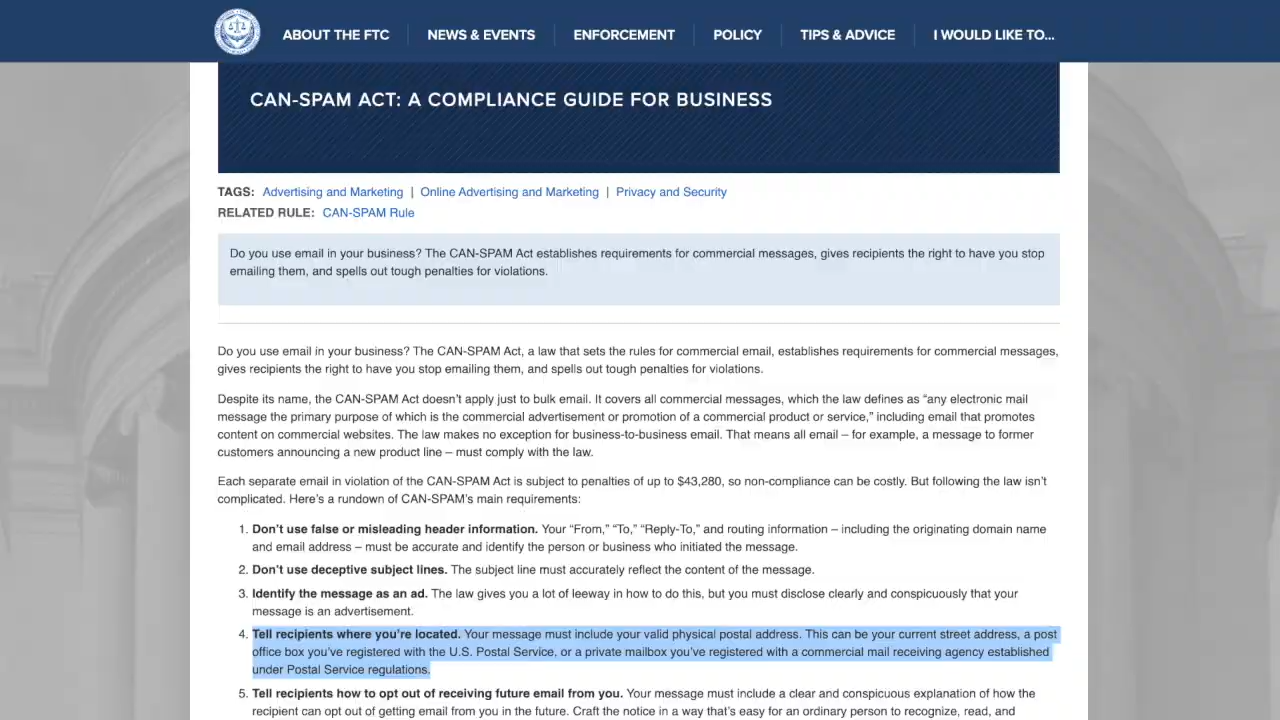 ABOUT THE FTC NEWS & EVENTS ENFORCEMENT POLICY TIPS & ADVICE I WOULD LIKE TO...
CAN-SPAM ACT: A COMPLIANCE GUIDE FOR BUSINESS
TAGS: Advertising and Marketing | Online Advertising and Marketing | Privacy and Security
RELATED RULE: CAN-SPAM Rule
Do you use email in your business? The CAN-SPAM Act establishes requirements for commercial messages, gives recipients the right to have you stop
emailing them, and spells out tough penalties for violations.
Do you use email in your business? The CAN-SPAM Act, a law that sets the rules for commercial email, establishes requirements for commercial messages,
gives recipients the right to have you stop emailing them, and spells out tough penalties for violations.
Despite its name, the CAN-SPAM Act doesn’t apply just to bulk email. It covers all commercial messages, which the law defines as “any electronic mail
message the primary purpose of which is the commercial advertisement or promotion of a commercial product or service,” including email that promotes
content on commercial websites. The law makes no exception for business-to-business email. That means all email – for example, a message to former
customers announcing a new product line – must comply with the law.
Each separate email in violation of the CAN-SPAM Act is subject to penalties of up to $43,280, so non-compliance can be costly. But following the law isn’t
complicated. Here’s a rundown of CAN-SPAM’s main requirements:
1. Don’t use false or misleading header information. Your “From,” “To,” “Reply-To,” and routing information – including the originating domain name
and email address – must be accurate and identify the person or business who initiated the message.
2. Don’t use deceptive subject lines. The subject line must accurately reflect the content of the message.
3. Identify the message as an ad. The law gives you a lot of leeway in how to do this, but you must disclose clearly and conspicuously that your
message is an advertisement.
4. Tell recipients where you’re located. Your message must include your valid physical postal address. This can be your current street address, a post
office box you’ve registered with the U.S. Postal Service, or a private mailbox you’ve registered with a commercial mail receiving agency established
under Postal Service regulations.
5. Tell recipients how to opt out of receiving future email from you. Your message must include a clear and conspicuous explanation of how the
recipient can opt out of getting email from you in the future. Craft the notice in a way that’s easy for an ordinary person to recognize, read, and